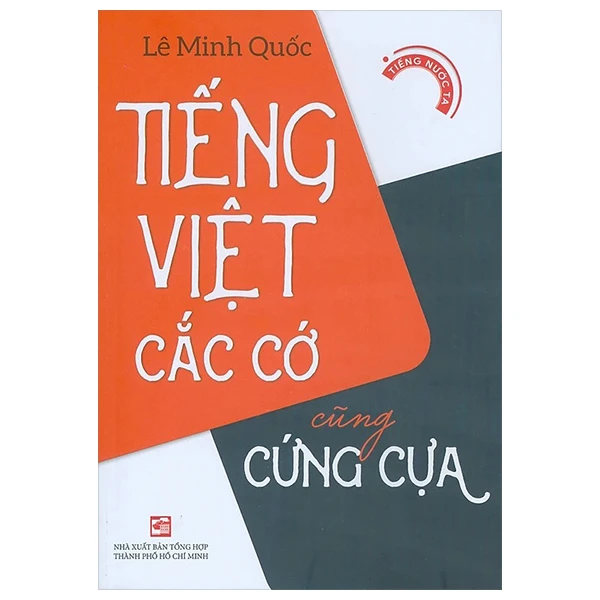 Lê Minh Quốc
TIẾNG NƯỚC TA
TIẾNG
VIỆT
CẮC CỚ
cũng
CỨNG CỰA
NHÀ XUẤT BẢN TỔNG HỢP
THÀNH PHỐ HỒ CHÍ MINH